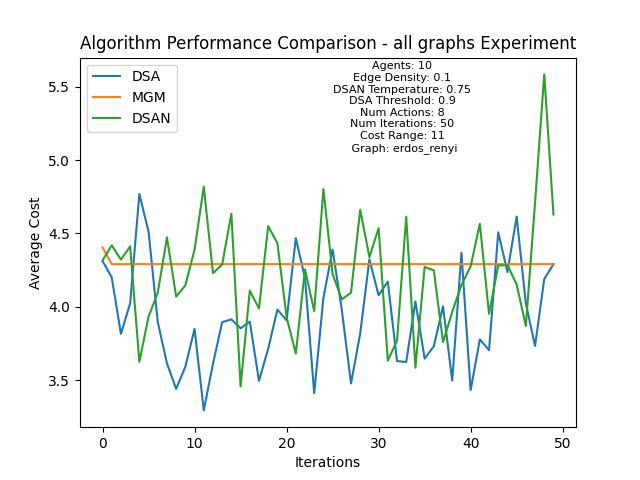 Algorithm Performance Comparison - all graphs Experiment
DSA
MGM
DSAN
Agents: 10
Edge Density: 0.1
DSAN Temperature: 0.75
DSA Threshold: 0.9
Num Actions: 8
Num Iterations: 50
Cost Range: 11
Graph: erdos_renyi
Average Cost
5.5
5.0
4.5
4.0
3.5
0 10 20 30 40 50
Iterations